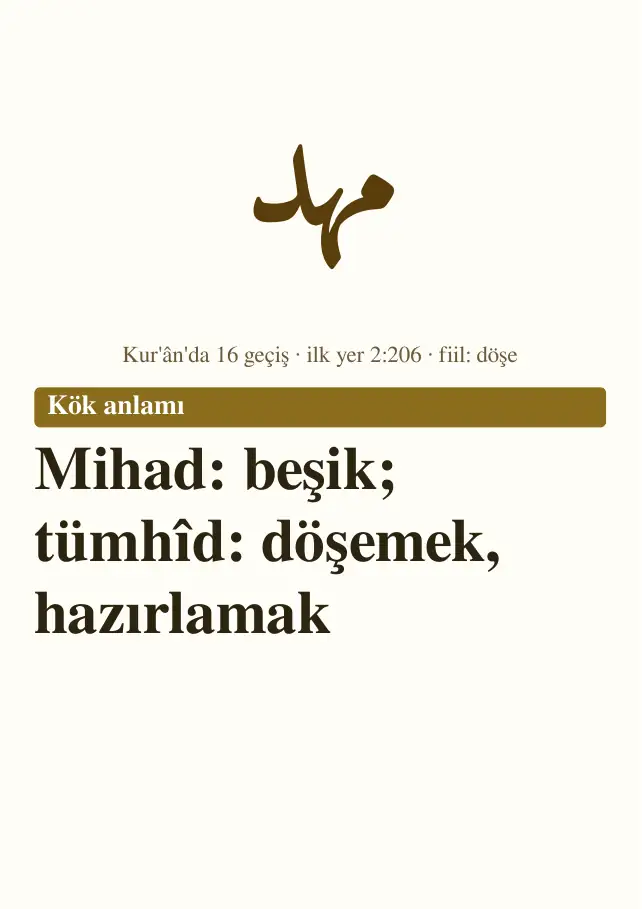 مهد
Kur'ân'da 16 geçiş · ilk yer 2:206 · fiil: döşe
Kök anlamı
Mihad: beşik;
tümhîd: döşemek,
hazırlamak